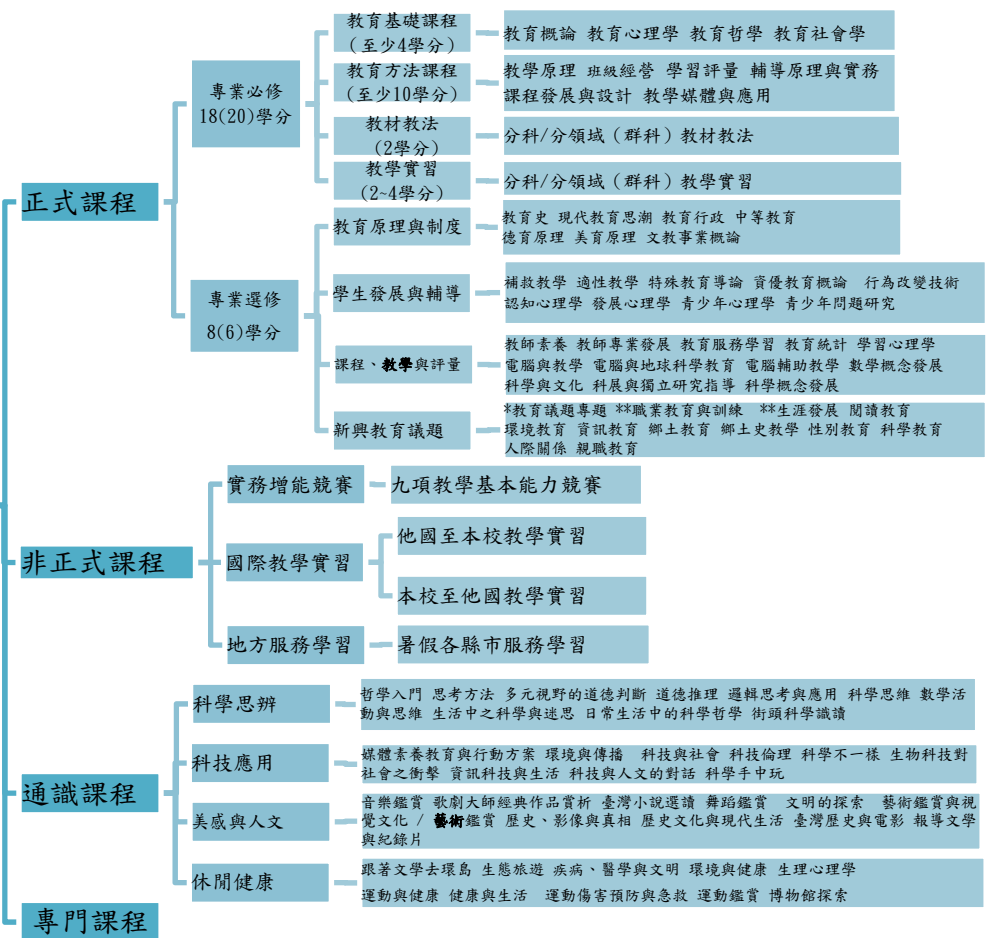 正式課程
專業必修
18(20)學分
教育基礎課程
(至少4學分)
教育概論 教育心理學 教育哲學 教育社會學
教育方法課程
(至少10學分)
教學原理 班級經營 學習評量 輔導原理與實務
課程發展與設計 教學媒體與應用
教材教法
(2學分)
分科/分領域（群科）教材教法
教學實習
(2~4學分)
分科/分領域（群科）教學實習
專業選修
8(6)學分
教育原理與制度
教育史 現代教育思潮 教育行政 中等教育
德育原理 美育原理 文教事業概論
學生發展與輔導
補救教學 適性教學 特殊教育導論 資優教育概論 行為改變技術
認知心理學 發展心理學 青少年心理學 青少年問題研究
課程、教學與評量
教師素養 教師專業發展 教育服務學習 教育統計 學習心理學
電腦與教學 電腦與地球科學教育 電腦輔助教學 數學概念發展
科學與文化 科展與獨立研究指導 科學概念發展
新興教育議題
*教育議題專題 **職業教育與訓練 **生涯發展 閱讀教育
環境教育 資訊教育 鄉土教育 鄉土史教學 性別教育 科學教育
人際關係 親職教育
非正式課程
實務增能競賽
九項教學基本能力競賽
國際教學實習
他國至本校教學實習
本校至他國教學實習
地方服務學習
暑假各縣市服務學習
通識課程
科學思辨
哲學入門 思考方法 多元視野的道德判斷 道德推理 邏輯思考與應用 科學思維 數學活
動與思維 生活中之科學與迷思 日常生活中的科學哲學 街頭科學識讀
科技應用
媒體素養教育與行動方案 環境與傳播 科技與社會 科技倫理 科學不一樣 生物科技對
社會之衝擊 資訊科技與生活 科技與人文的對話 科學手中玩
美感與人文
音樂鑑賞 歌劇大師經典作品賞析 臺灣小說選讀 舞蹈鑑賞 文明的探索 藝術鑑賞與視
覺文化 / 藝術鑑賞 歷史、影像與真相 歷史文化與現代生活 臺灣歷史與電影 報導文學
與紀錄片
休閒健康
跟著文學去環島 生態旅遊 疾病、醫學與文明 環境與健康 生理心理學
運動與健康 健康與生活 運動傷害預防與急救 運動鑑賞 博物館探索
專門課程